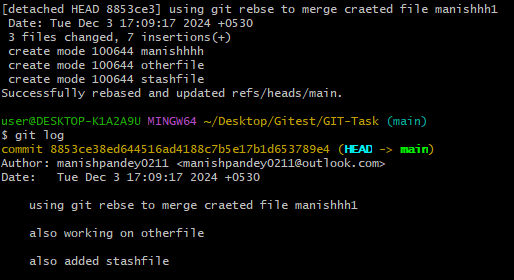 [detached HEAD 8853ce3] using git rebse to merge craeted file manishhh1
Date: Tue Dec 3 17:09:17 2024 +0530
3 files changed, 7 insertions(+)
create mode 100644 manishhhh
create mode 100644 otherfile
create mode 100644 stashfile
Successfully rebased and updated refs/heads/main.
user@DESKTOP-K1A2A9U MINGW64 ~/Desktop/Gitest/GIT-Task (main)
$ git log
commit 8853ce38ed644516ad4188c7b5e17b1d653789e4 (HEAD -> main)
Author: manishpandey0211 <manishpandey0211@outlook.com>
Date:   Tue Dec 3 17:09:17 2024 +0530
using git rebse to merge craeted file manishhh1
also working on otherfile
also added stashfile